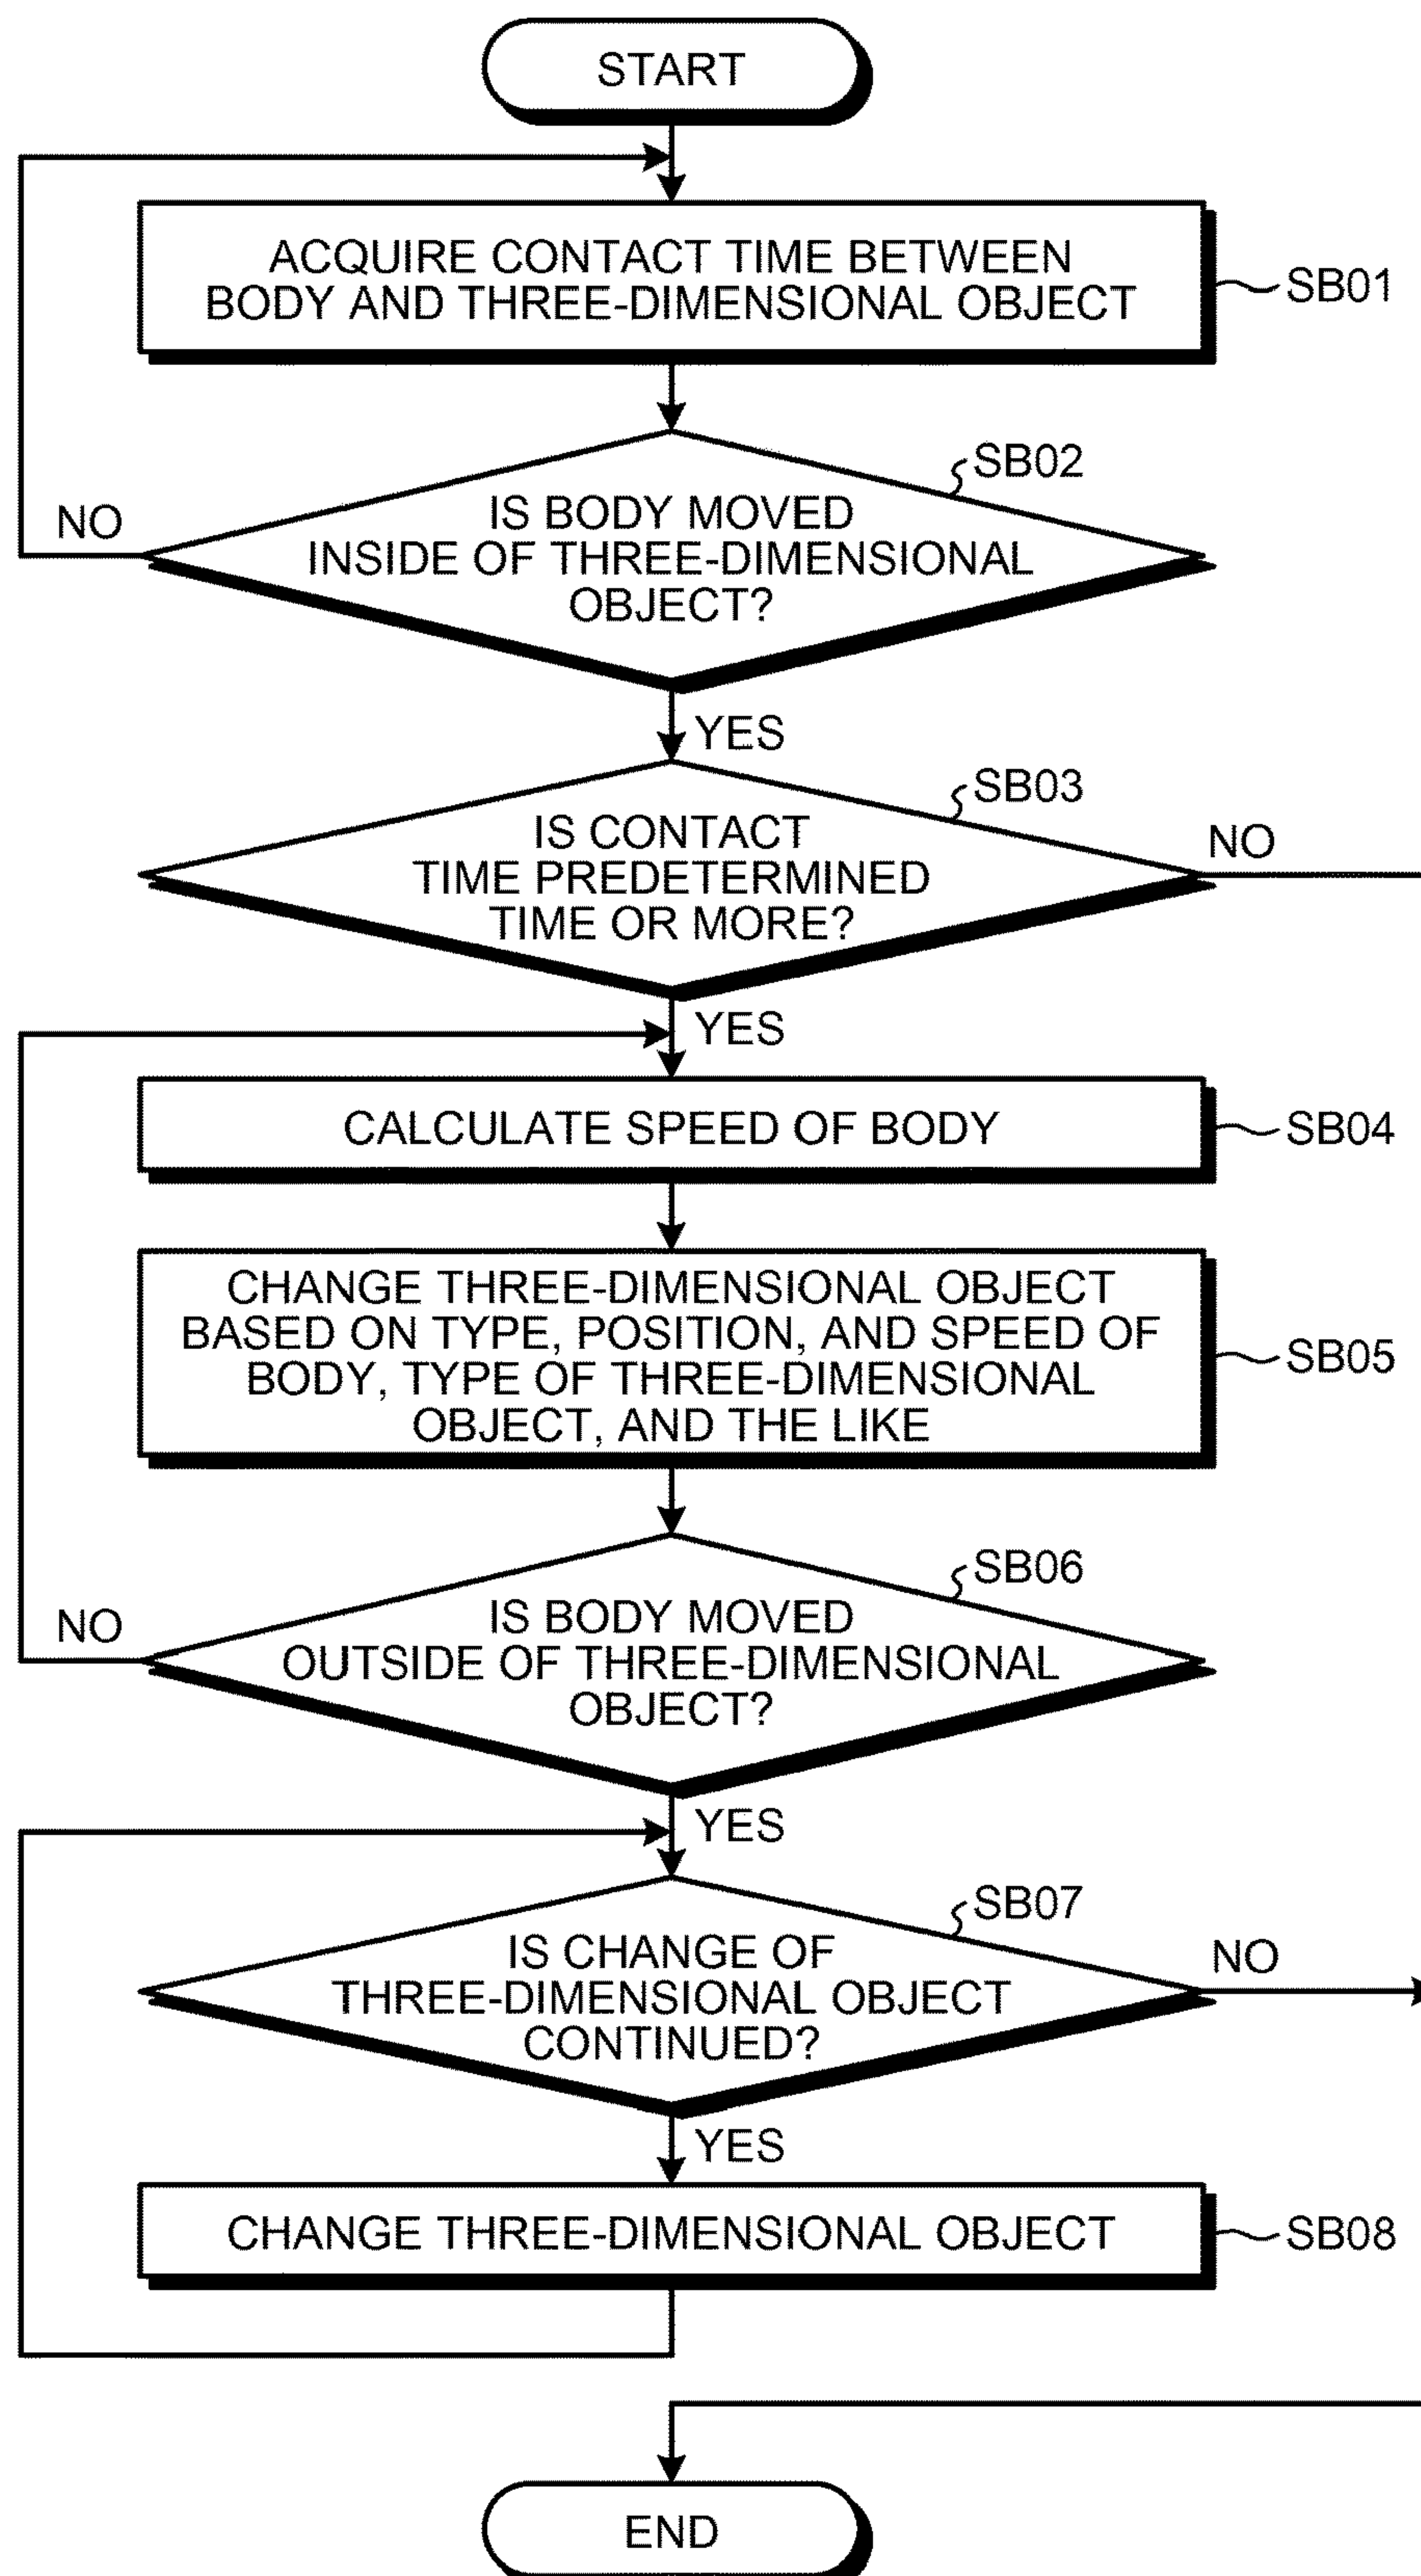 START
ACQUIRE CONTACT TIME BETWEEN
BODY AND THREE-DIMENSIONAL OBJECT
SB01
SB02
IS BODY MOVED
INSIDE OF THREE-DIMENSIONAL
OBJECT?
NO
YES
SB03
IS CONTACT
TIME PREDETERMINED
TIME OR MORE?
NO
YES
CALCULATE SPEED OF BODY
SB04
CHANGE THREE-DIMENSIONAL OBJECT
BASED ON TYPE, POSITION, AND SPEED OF
BODY, TYPE OF THREE-DIMENSIONAL
OBJECT, AND THE LIKE
SB05
SB06
IS BODY MOVED
OUTSIDE OF THREE-DIMENSIONAL
OBJECT?
NO
YES
SB07
IS CHANGE OF
THREE-DIMENSIONAL OBJECT
CONTINUED?
NO
YES
CHANGE THREE-DIMENSIONAL OBJECT
SB08
END